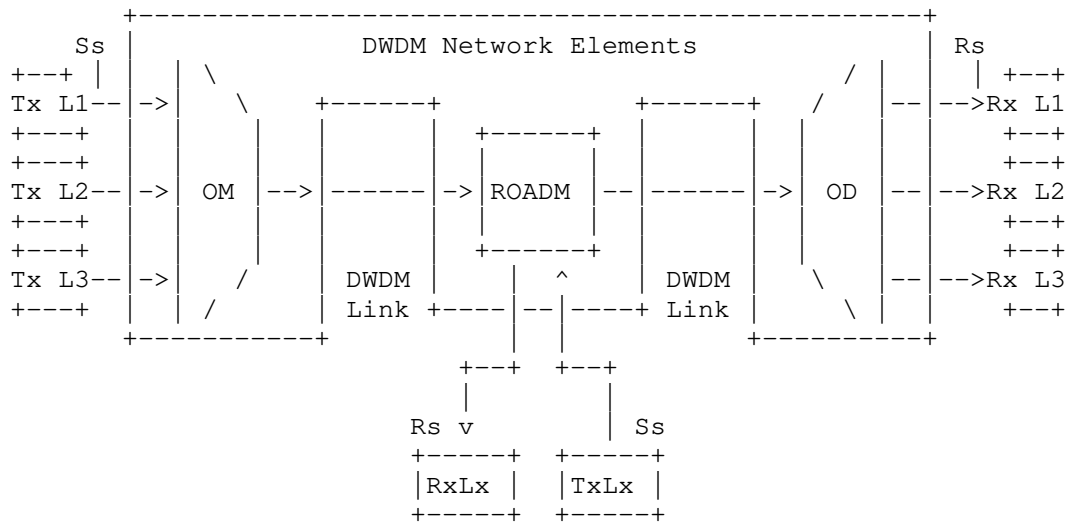 DWDM Network Elements
Ss Rs
Tx L1 Rx L1
Tx L2 OM ROADM OD Rx L2
Tx L3 DWDM DWDM Rx L3
Link Link
Rs v Ss
RxLx TxLx